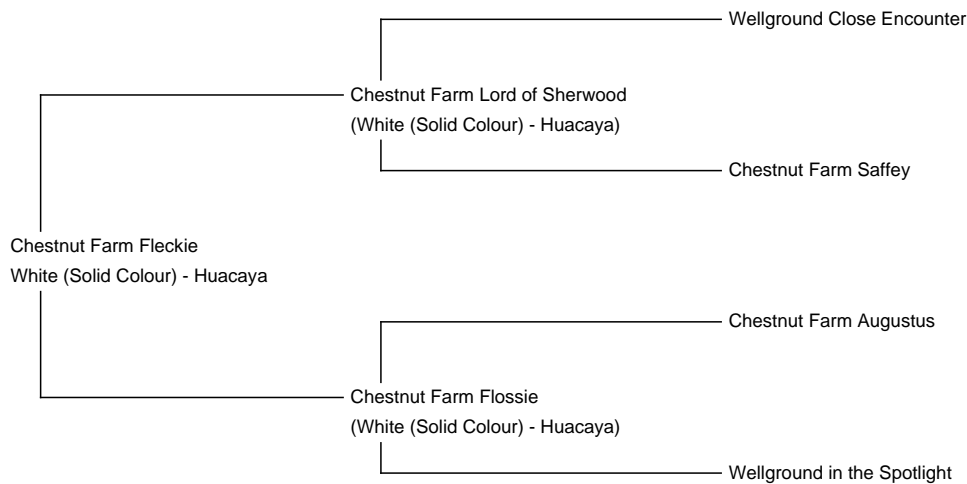 Wellground Close Encounter
Chestnut Farm Lord of Sherwood
(White (Solid Colour) - Huacaya)
Chestnut Farm Saffey
Chestnut Farm Fleckie
White (Solid Colour) - Huacaya
Chestnut Farm Augustus
Chestnut Farm Flossie
(White (Solid Colour) - Huacaya)
Wellground in the Spotlight